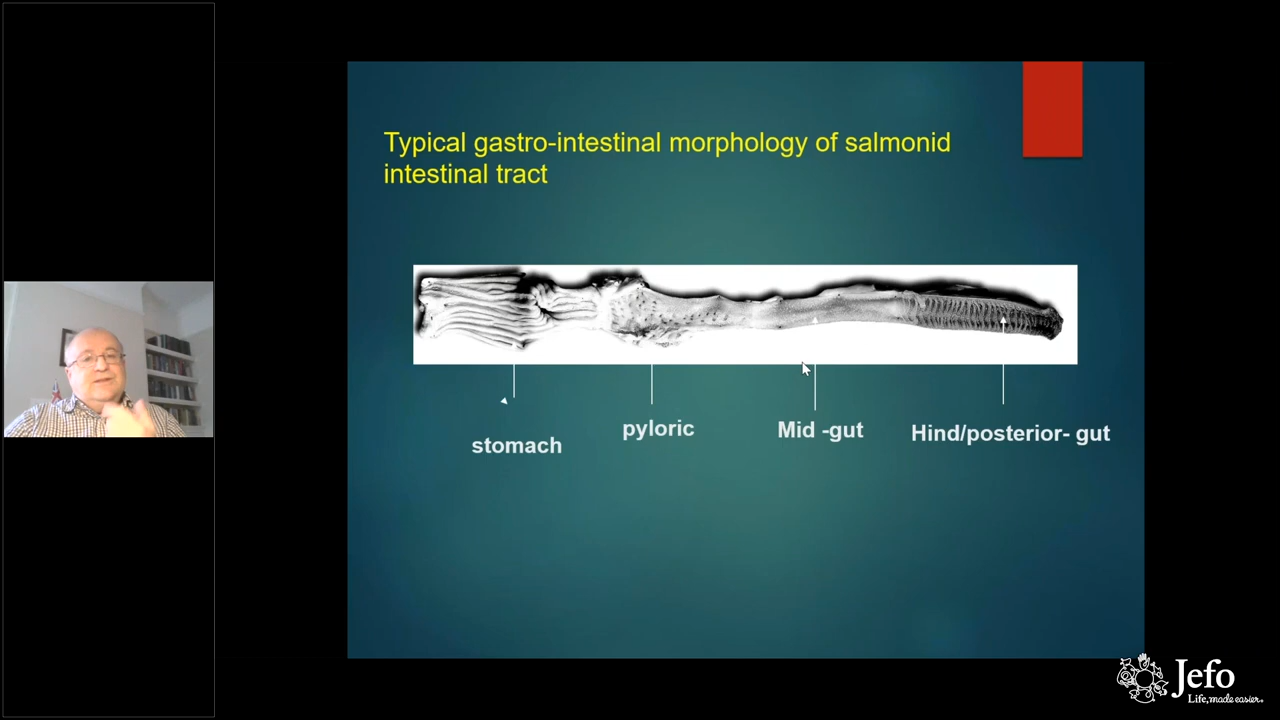 Typical gastro-intestinal morphology of salmonid
intestinal tract
stomach
pyloric
Mid -gut
Hind/posterior- gut
Jefo
Life, made easier.